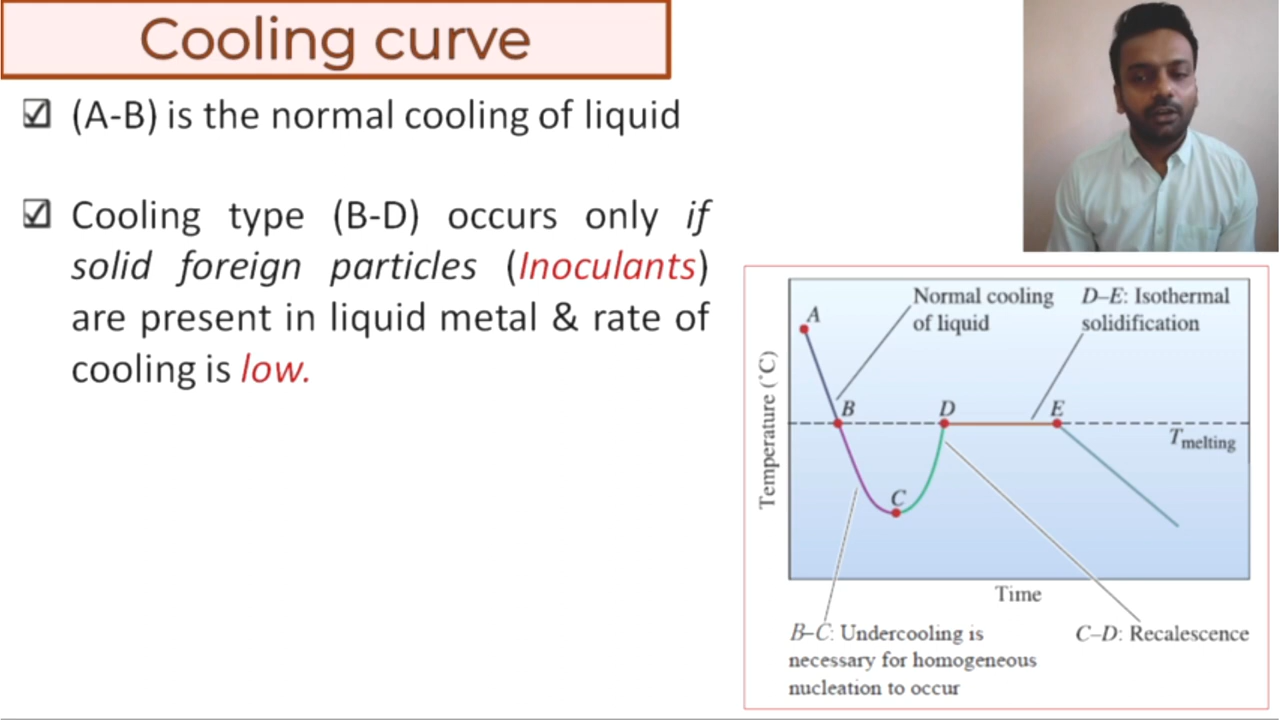 Cooling curve
(A-B) is the normal cooling of liquid
Cooling type (B-D) occurs only if
solid foreign particles (Inoculants)
are present in liquid metal & rate of
cooling is low.
Normal cooling
of liquid
D–E: Isothermal
solidification
A
B
D
E
C
Tmelting
Temperature (˚C)
Time
B–C: Undercooling is
necessary for homogeneous
nucleation to occur
C–D: Recalescence